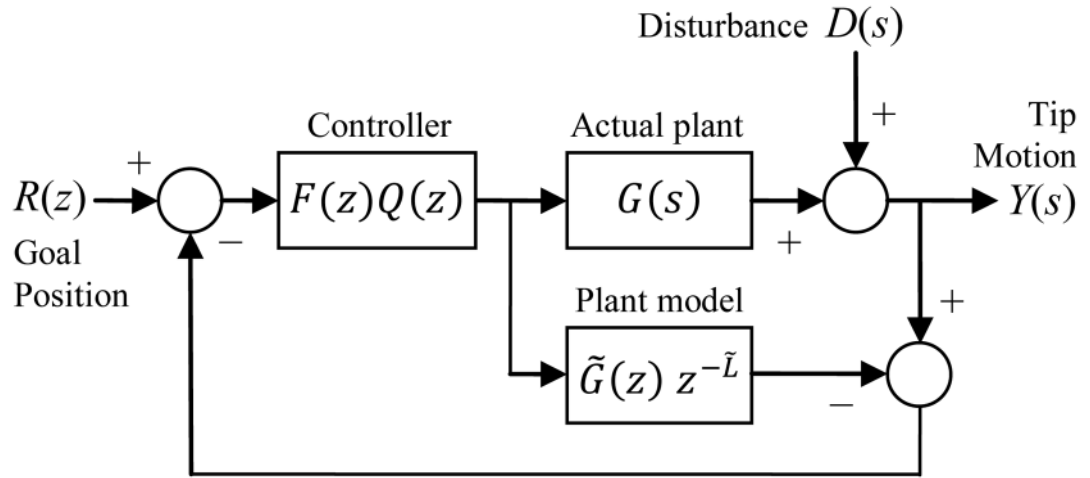 Disturbance D(s)
+
Tip
Motion
Y(s)
Controller
Actual plant
+
R(z)
F(z)Q(z)
G(s)
−
+
Goal
Position
Plant model
+
G̃(z) z^{−L̃}
−